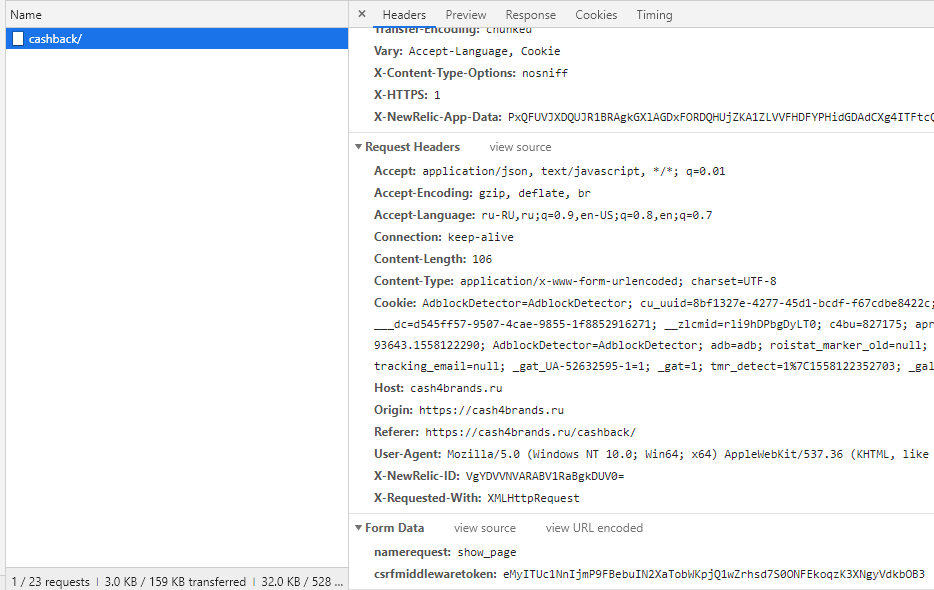 Name
cashback/
× Headers Preview Response Cookies Timing
Transfer-Encoding: chunked
Vary: Accept-Language, Cookie
X-Content-Type-Options: nosniff
X-HTTPS: 1
X-NewRelic-App-Data:
Request Headers view source
Accept: application/json, text/javascript, */*; q=0.01
Accept-Encoding: gzip, deflate, br
Accept-Language: ru-RU,ru;q=0.9,en-US;q=0.8,en;q=0.7
Connection: keep-alive
Content-Length: 106
Content-Type: application/x-www-form-urlencoded; charset=UTF-8
Cookie: AdblockDetector=AdblockDetector; cu_uuid=8bf1327e-4277-45d1-bcdf-f67cdbe8422c;
___dc=d545ff57-9507-4cae-9855-1f8852916271; __zlcmid=rli9hDPbgDyLT0; c4bu=827175; apr
93643.1558122290; AdblockDetector=AdblockDetector; adb=adb; roistat_marker_old=null;
tracking_email=null; _gat_UA-52632595-1=1; _gat=1; tmr_detect=1%7C1558122352703; _gal
Host: cash4brands.ru
Origin: https://cash4brands.ru
Referer: https://cash4brands.ru/cashback/
User-Agent: Mozilla/5.0 (Windows NT 10.0; Win64; x64) AppleWebKit/537.36 (KHTML, like
X-NewRelic-ID: VgYDVVNVARABV1RaBgkDUV0=
X-Requested-With: XMLHttpRequest
Form Data view source view URL encoded
namerequest: show_page
csrfmiddlewaretoken: eMyITUc1NnIjmP9FBebuIN2XaTobWKpjQ1wZrhsd7S0ONFEkoqzK3XNgyVdkbOB3
1 / 23 requests | 3.0 KB / 159 KB transferred | 32.0 KB / 528 ...